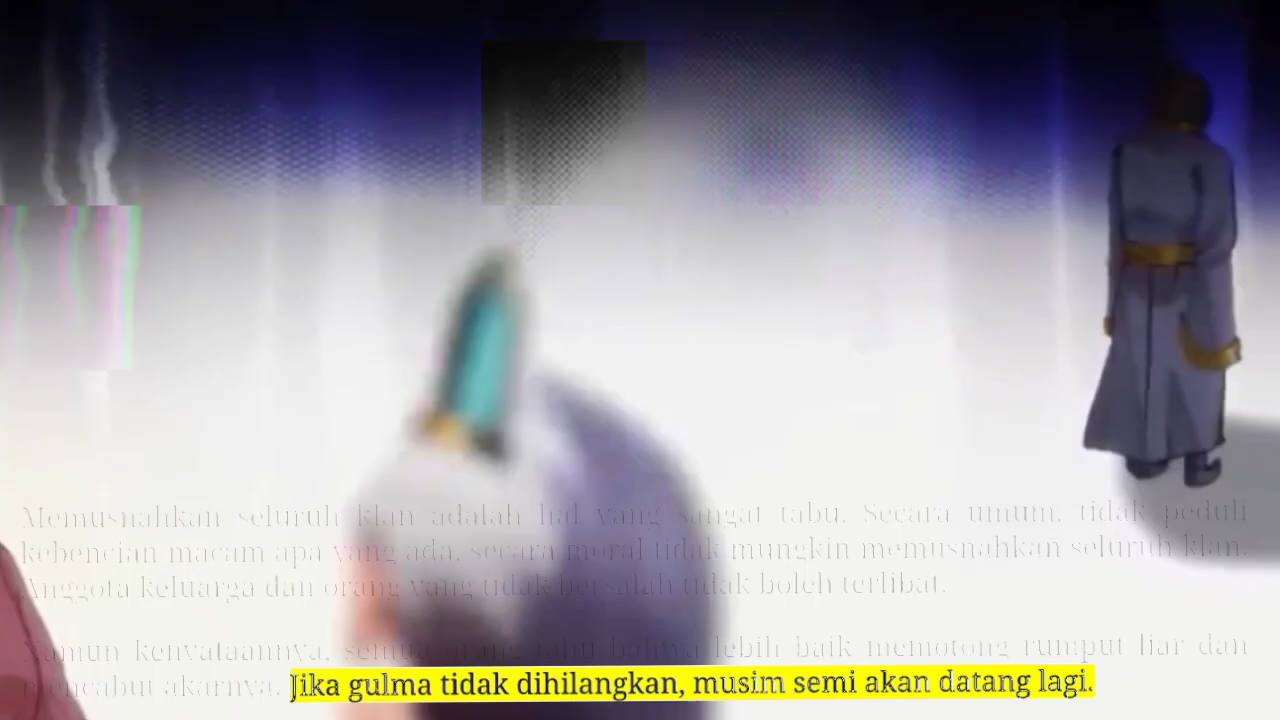 Memusnahkan seluruh klan adalah hal yang sangat tabu. Secara umum, tidak peduli
kebencian macam apa yang ada, secara moral tidak mungkin memusnahkan seluruh klan.
Anggota keluarga dan orang yang tidak bersalah tidak boleh terlibat.
Namun kenyataannya, semua orang tahu bahwa lebih baik memotong rumput liar dan
mencabut akarnya. Jika gulma tidak dihilangkan, musim semi akan datang lagi.